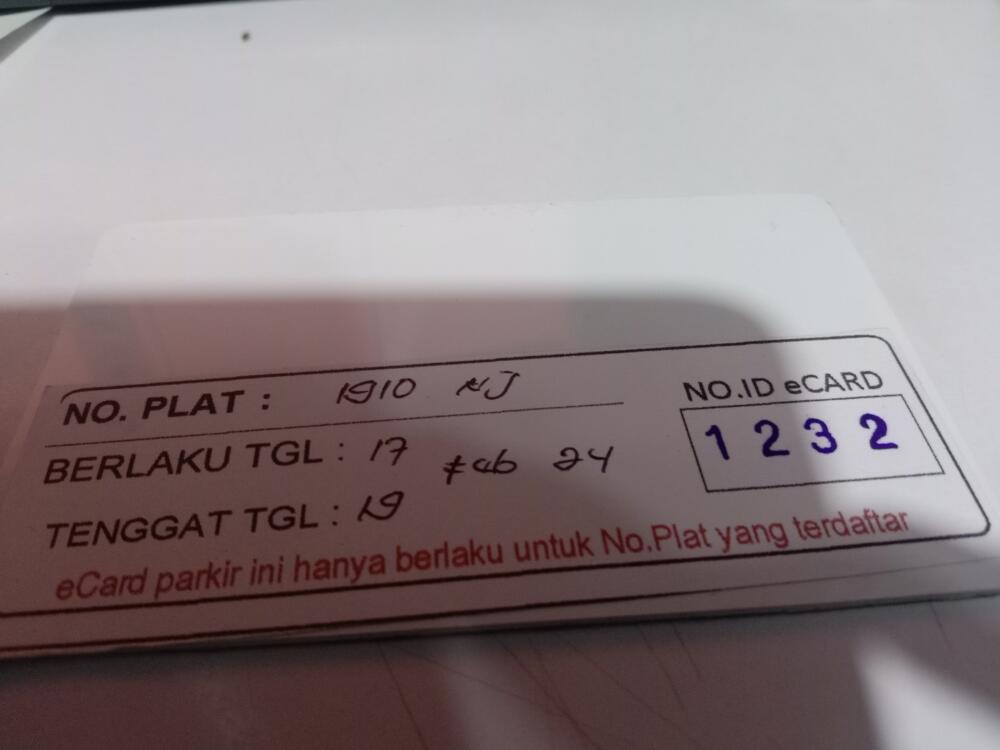 NO. PLAT : 1910 NJ
NO.ID eCARD
1232
BERLAKU TGL : 17 Feb 24
TENGGAT TGL : 19
eCard parkir ini hanya berlaku untuk No.Plat yang terdaftar